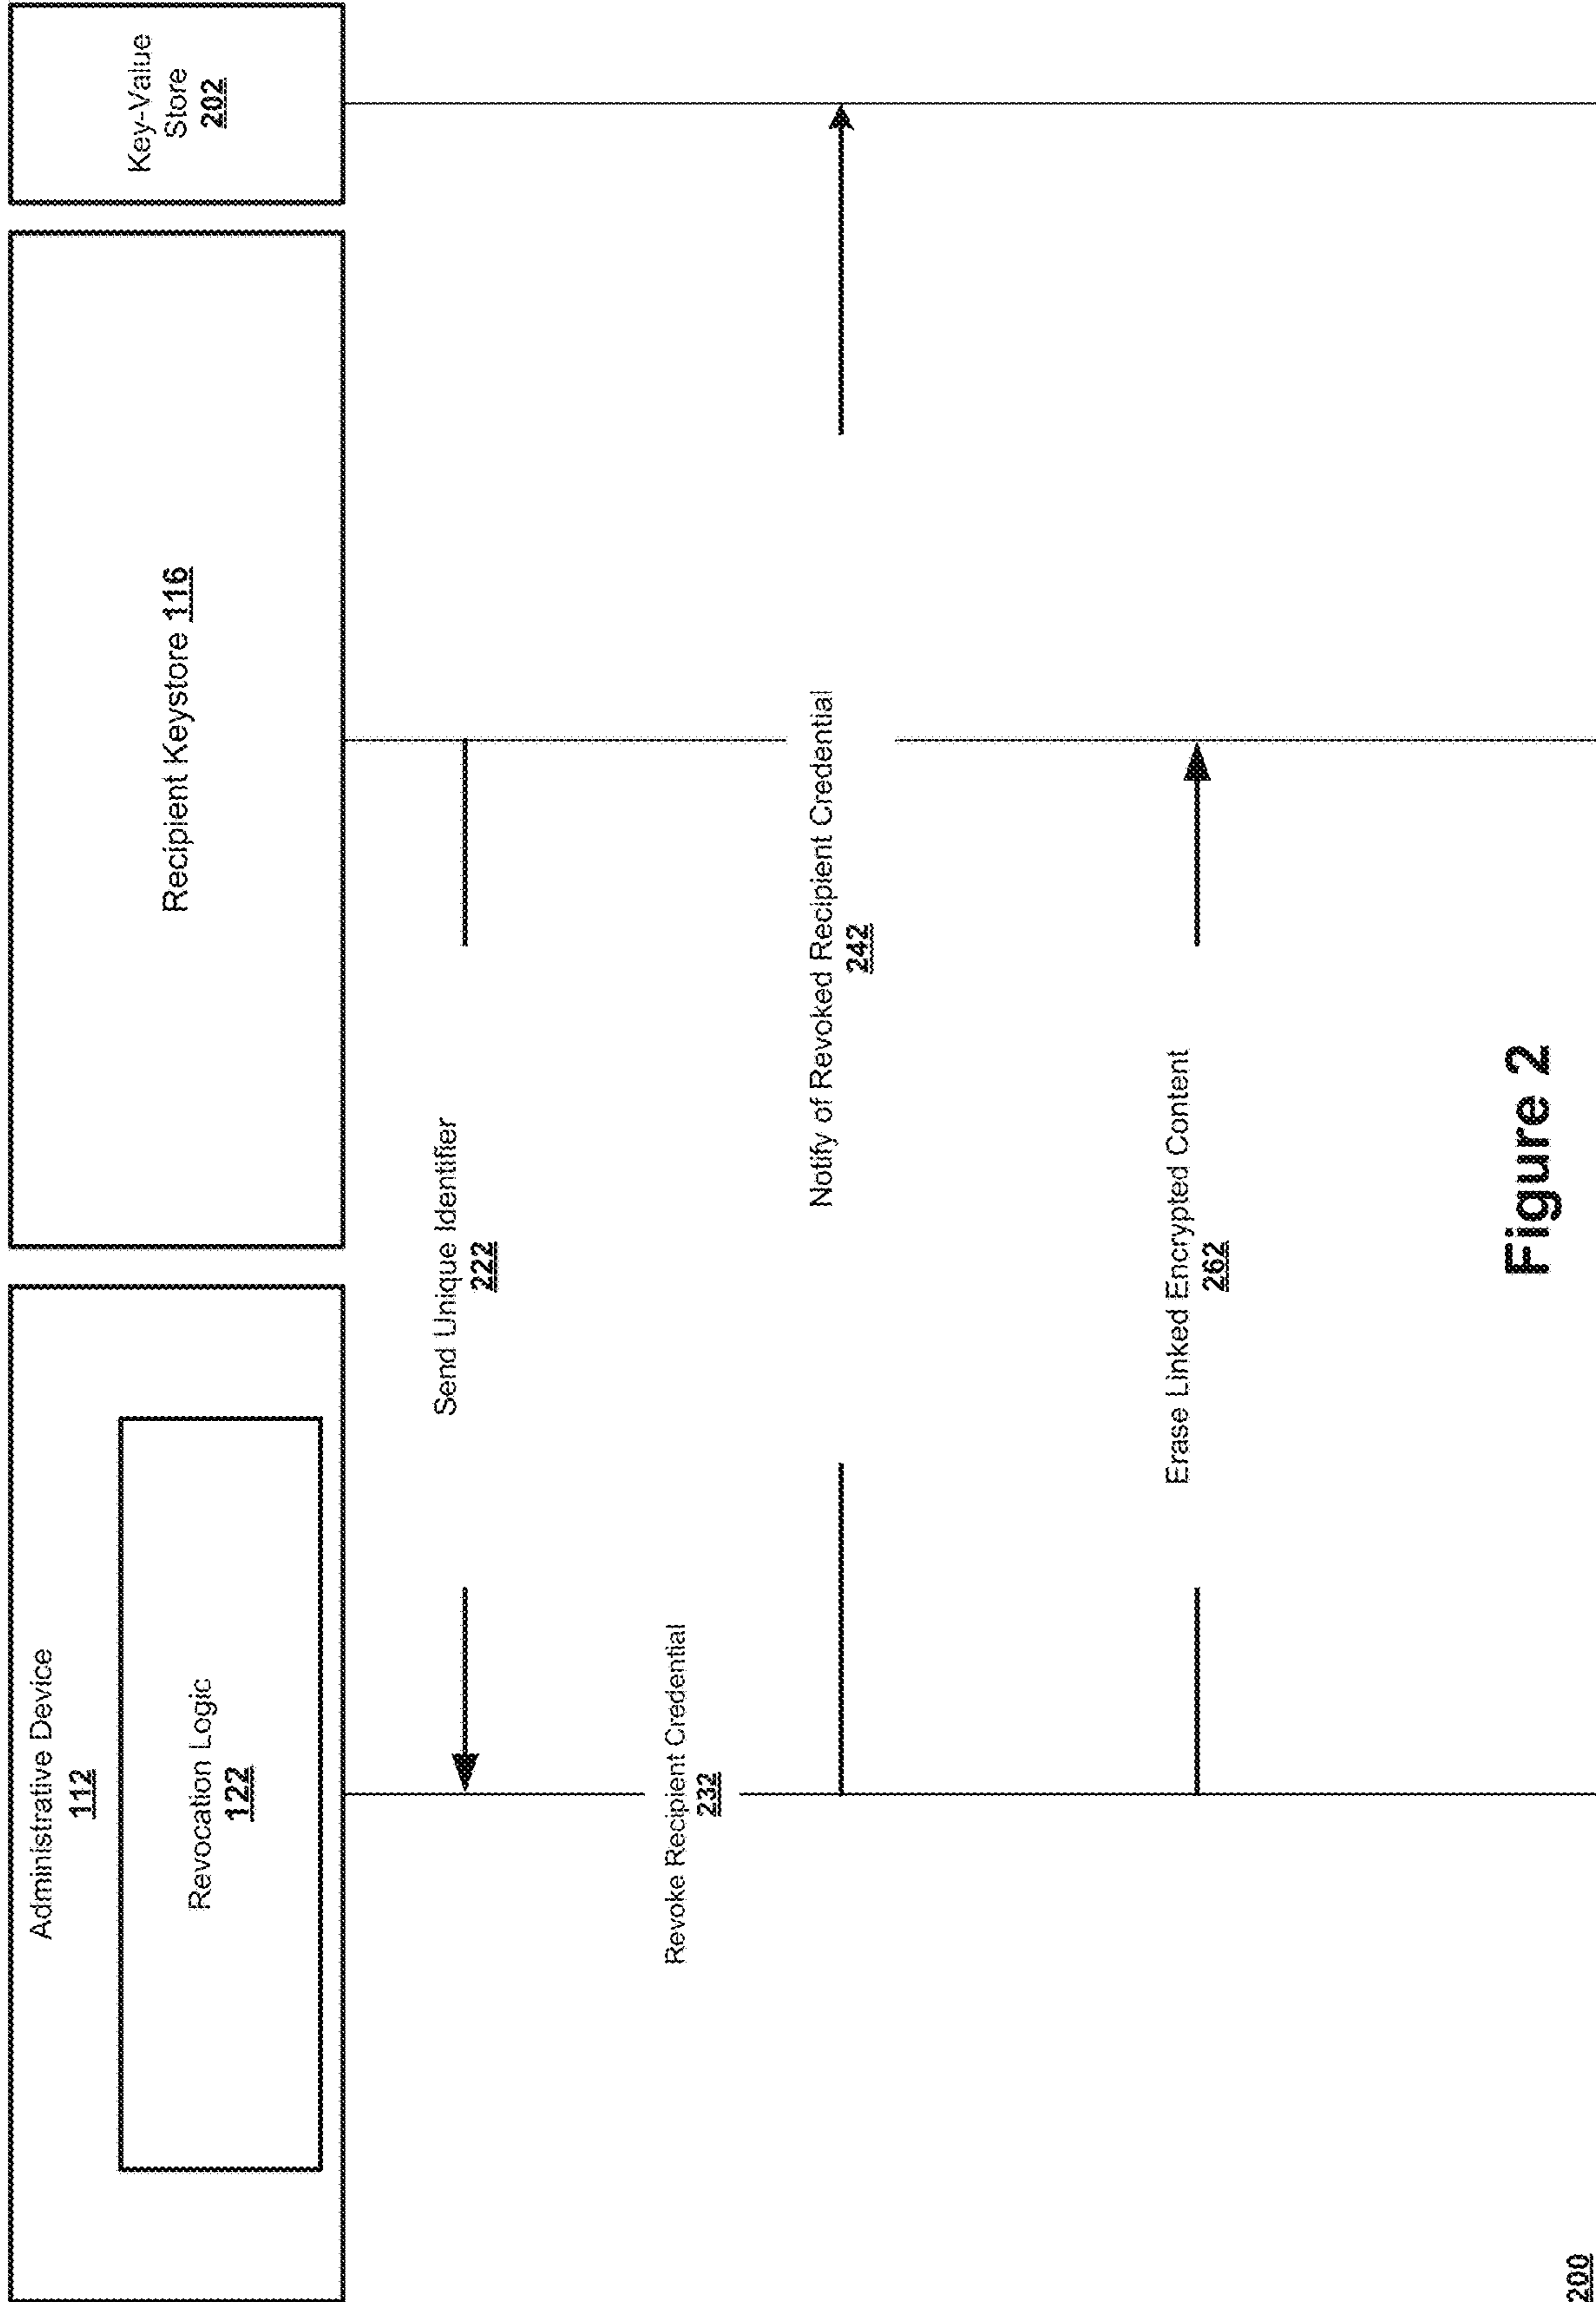 Administrative Device
112
Revocation Logic
122
Recipient Keystore 116
Key-Value
Store
202
Send Unique Identifier
222
Revoke Recipient Credential
232
Notify of Revoked Recipient Credential
242
Erase Linked Encrypted Content
262
Figure 2
200